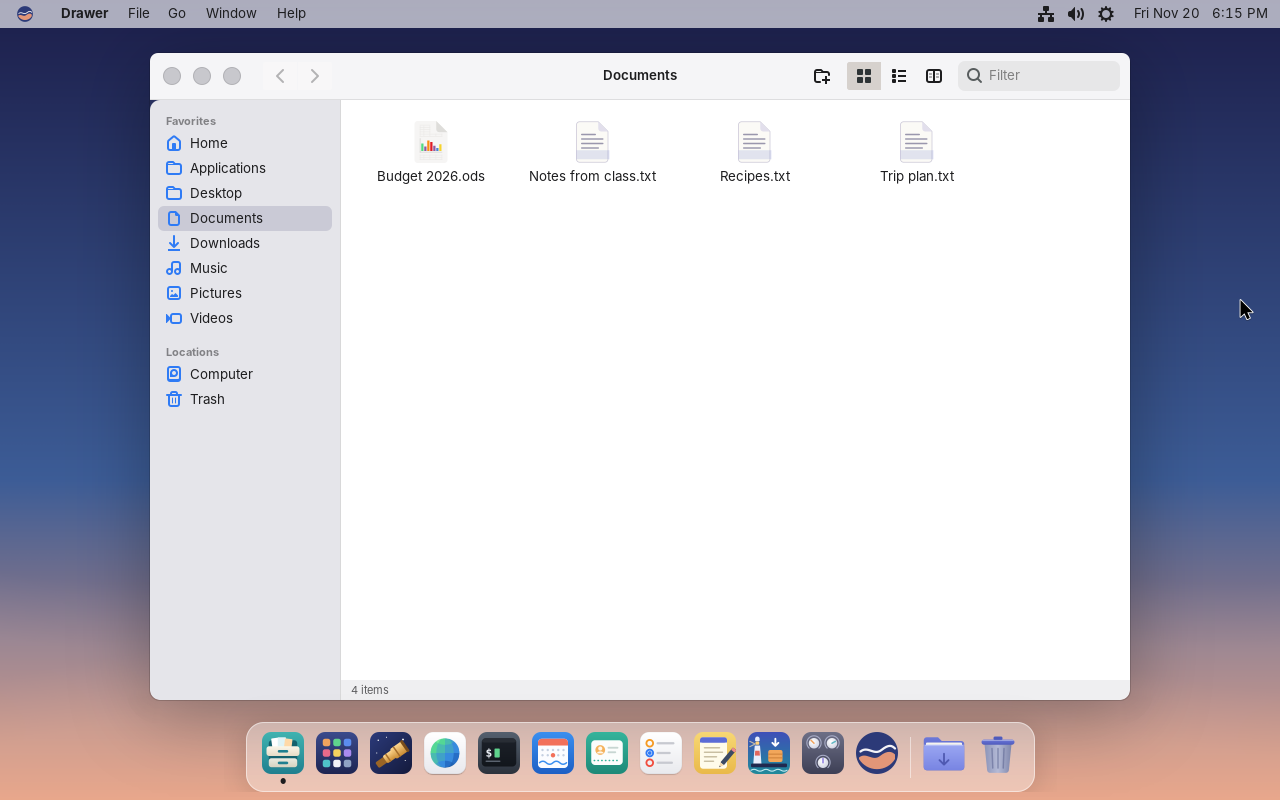 Drawer File Go Window Help Fri Nov 20 6:15 PM
Documents
Filter
Favorites
Home
Applications
Desktop
Documents
Downloads
Music
Pictures
Videos
Locations
Computer
Trash
Budget 2026.ods
Notes from class.txt
Recipes.txt
Trip plan.txt
4 items
$